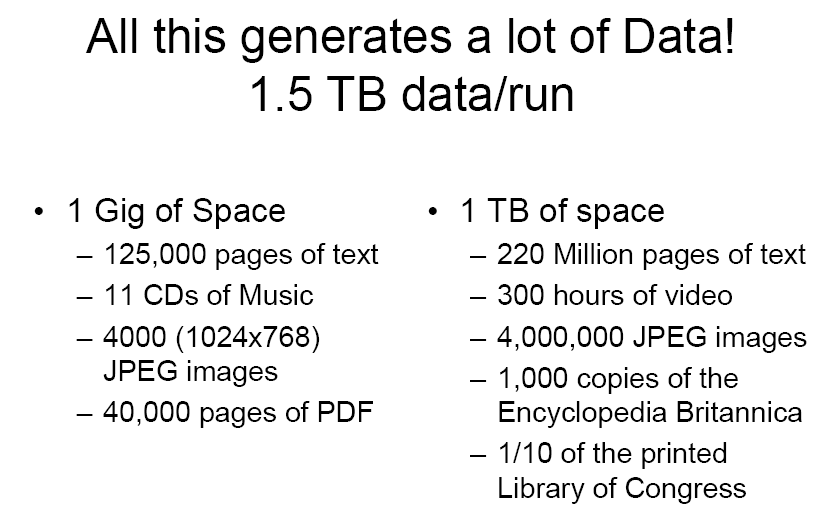 All this generates a lot of Data!
1.5 TB data/run
• 1 Gig of Space
– 125,000 pages of text
– 11 CDs of Music
– 4000 (1024x768)
JPEG images
– 40,000 pages of PDF
• 1 TB of space
– 220 Million pages of text
– 300 hours of video
– 4,000,000 JPEG images
– 1,000 copies of the
Encyclopedia Britannica
– 1/10 of the printed
Library of Congress